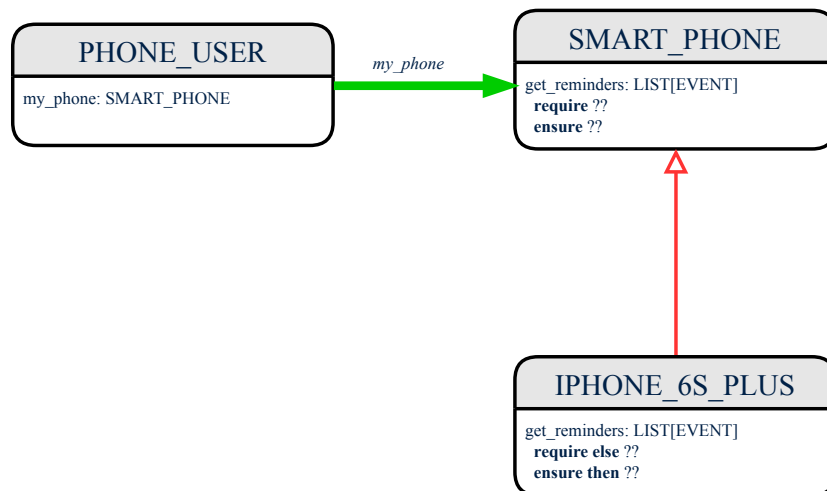 PHONE_USER
my_phone: SMART_PHONE
my_phone
SMART_PHONE
get_reminders: LIST[EVENT]
require ??
ensure ??
IPHONE_6S_PLUS
get_reminders: LIST[EVENT]
require else ??
ensure then ??